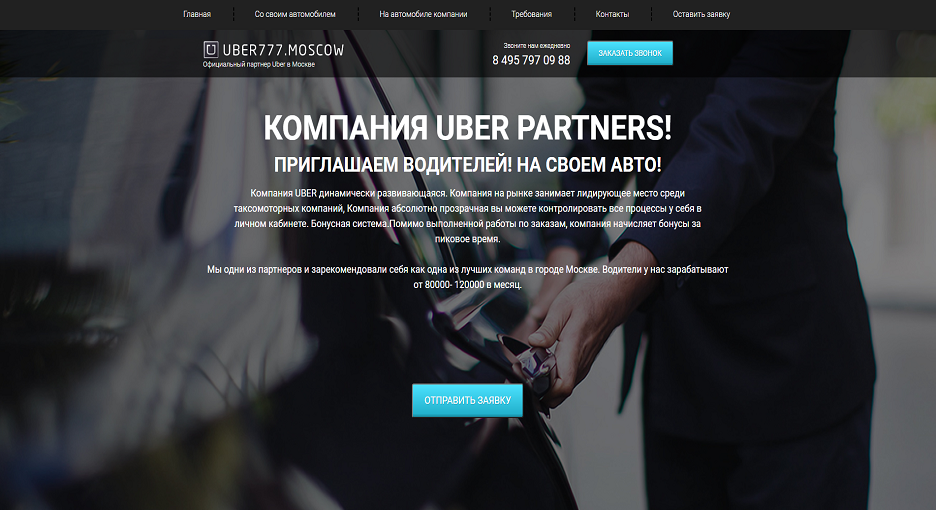 Главная
Со своим автомобилем
На автомобиле компании
Требования
Контакты
Оставить заявку
UBER777.MOSCOW
Официальный партнер Uber в Москве
Звоните нам ежедневно
8 495 797 09 88
ЗАКАЗАТЬ ЗВОНОК
КОМПАНИЯ UBER PARTNERS!
ПРИГЛАШАЕМ ВОДИТЕЛЕЙ! НА СВОЕМ АВТО!
Компания UBER динамически развивающаяся. Компания на рынке занимает лидирующее место среди
таксомоторных компаний, Компания абсолютно прозрачная вы можете контролировать все процессы у себя в
личном кабинете. Бонусная система.Помимо выполненной работы по заказам, компания начисляет бонусы за
пиковое время.
Мы одни из партнеров и зарекомендовали себя как одна из лучших команд в городе Москве. Водители у нас зарабатывают
от 80000- 120000 в месяц.
ОТПРАВИТЬ ЗАЯВКУ